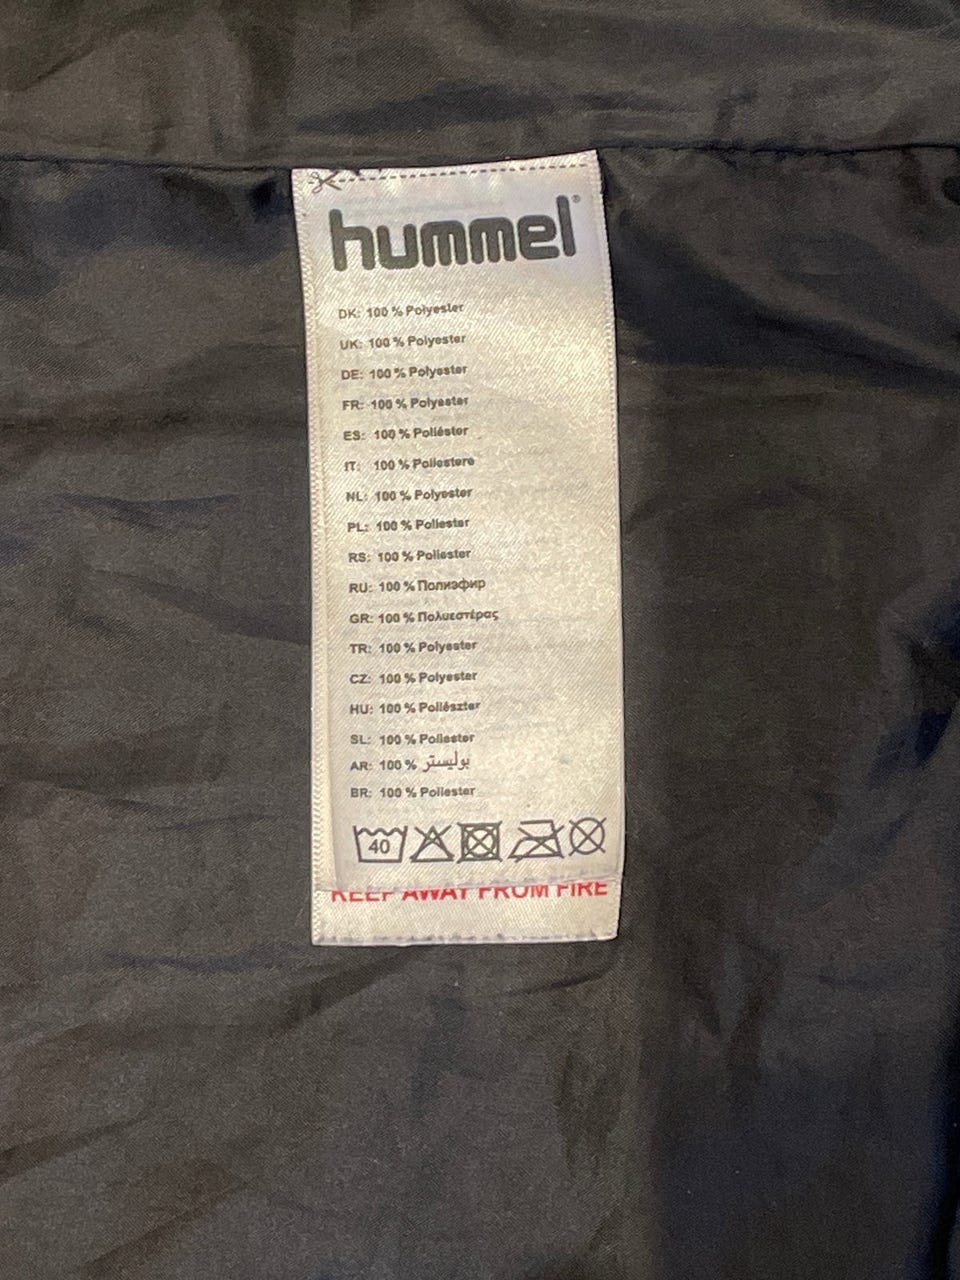 hummel®
DK: 100 % Polyester
UK: 100 % Polyester
DE: 100 % Polyester
FR: 100 % Polyester
ES: 100 % Poliéster
IT: 100 % Poliestere
NL: 100 % Polyester
PL: 100 % Poliester
RS: 100 % Poliester
RU: 100 % Полиэфир
GR: 100 % Πολυεστέρας
TR: 100 % Polyester
CZ: 100 % Polyester
HU: 100 % Poliészter
SL: 100 % Poliester
AR: 100 % بوليستر
BR: 100 % Poliester
40
KEEP AWAY FROM FIRE